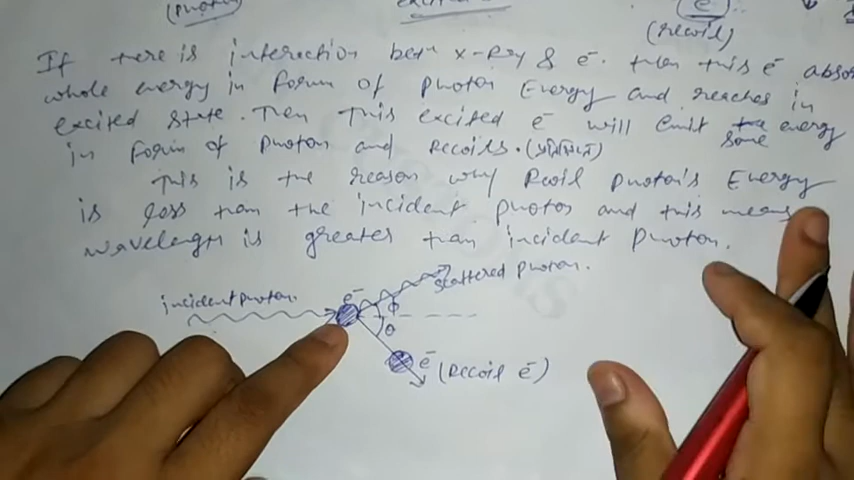 (Photon)
e⁻
(recoil)
If there is interaction betⁿ x-Ray & e⁻. then this e⁻ absor
whole energy in form of photon Energy and reaches in
excited state. Then this excited e⁻ will emit some energy
in form of photon and Recoils.
This is the reason why Recoil photon's Energy
is less than the incident photon and this means
wavelength is greater than incident Photon.
incident photon.
e⁻
scattered photon.
ϕ
θ
e⁻ (Recoil e⁻)